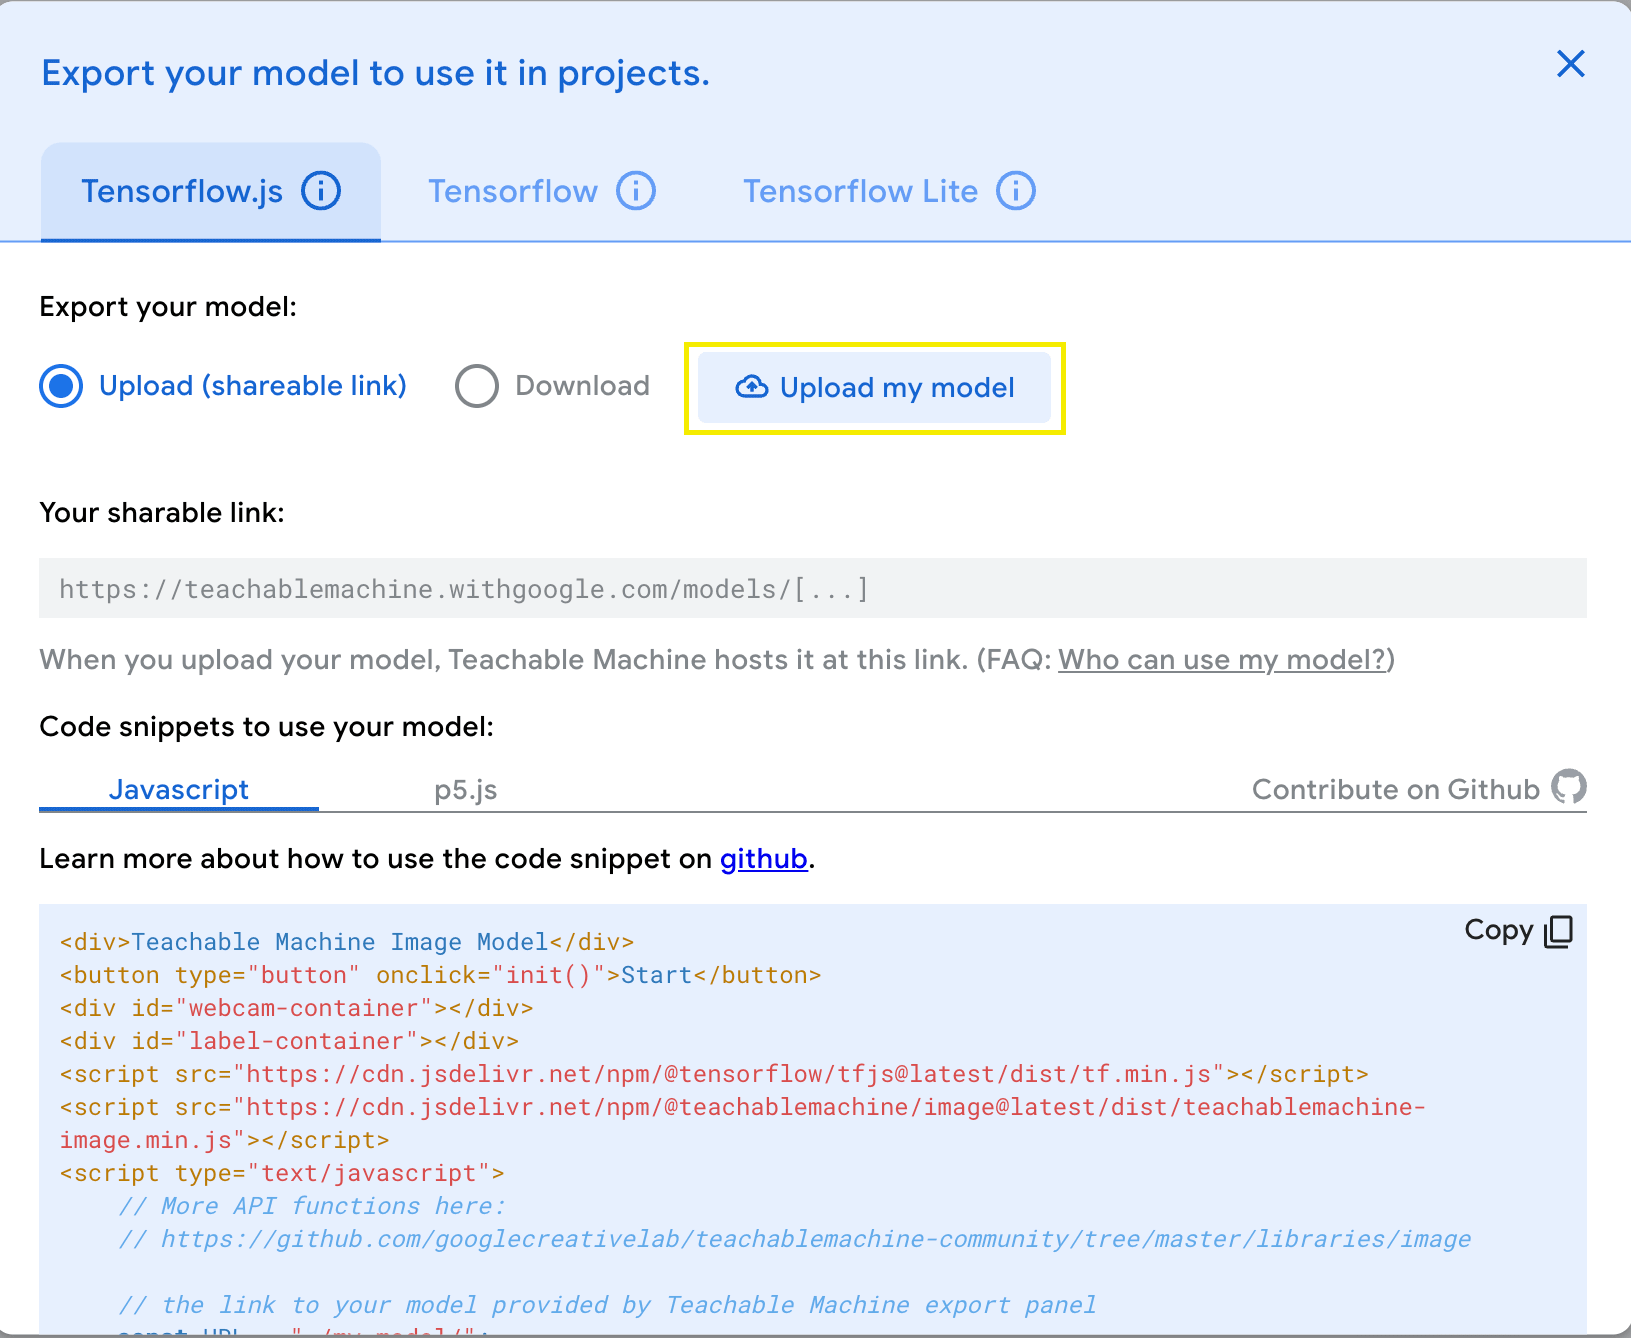 Export your model to use it in projects.
Tensorflow.js Tensorflow Tensorflow Lite
Export your model:
Upload (shareable link) Download Upload my model
Your sharable link:
https://teachablemachine.withgoogle.com/models/[...]
When you upload your model, Teachable Machine hosts it at this link. (FAQ: Who can use my model?)
Code snippets to use your model:
Javascript p5.js Contribute on Github
Learn more about how to use the code snippet on github.
Copy
<div>Teachable Machine Image Model</div>
<button type="button" onclick="init()">Start</button>
<div id="webcam-container"></div>
<div id="label-container"></div>
<script src="https://cdn.jsdelivr.net/npm/@tensorflow/tfjs@latest/dist/tf.min.js"></script>
<script src="https://cdn.jsdelivr.net/npm/@teachablemachine/image@latest/dist/teachablemachine-
image.min.js"></script>
<script type="text/javascript">
// More API functions here:
// https://github.com/googlecreativelab/teachablemachine-community/tree/master/libraries/image
// the link to your model provided by Teachable Machine export panel